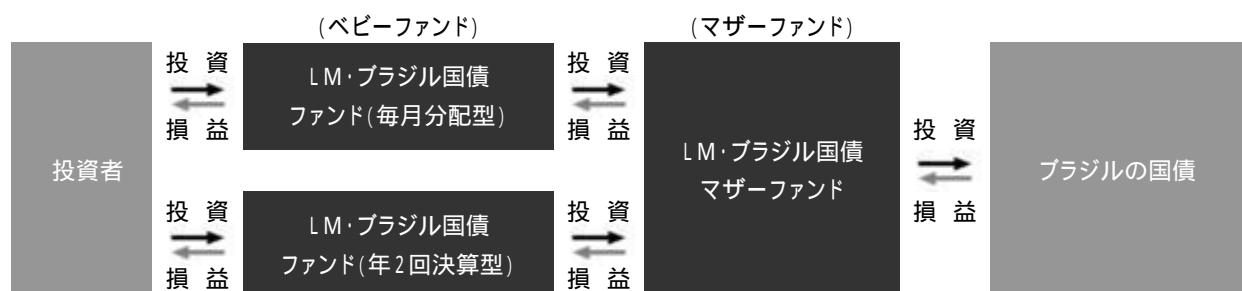 (ベビーファンド)
(マザーファンド)
投資者
投 資
損 益
LM・ブラジル国債
ファンド(毎月分配型)
投 資
損 益
投 資
損 益
LM・ブラジル国債
ファンド(年2回決算型)
投 資
損 益
LM・ブラジル国債
マザーファンド
投 資
損 益
ブラジルの国債